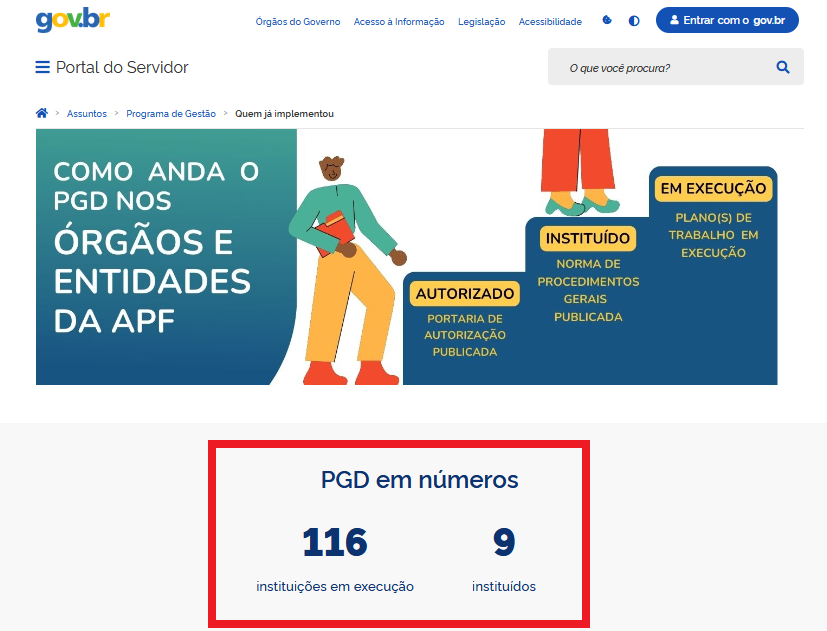 gov.br
Órgãos do Governo Acesso à Informação Legislação Acessibilidade Entrar com o gov.br
Portal do Servidor O que você procura?
Assuntos > Programa de Gestão > Quem já implementou
COMO ANDA O
PGD NOS
ÓRGÃOS E
ENTIDADES
DA APF
AUTORIZADO
PORTARIA DE
AUTORIZAÇÃO
PUBLICADA
INSTITUÍDO
NORMA DE
PROCEDIMENTOS
GERAIS
PUBLICADA
EM EXECUÇÃO
PLANO(S) DE
TRABALHO EM
EXECUÇÃO
PGD em números
116 9
instituições em execução instituídos